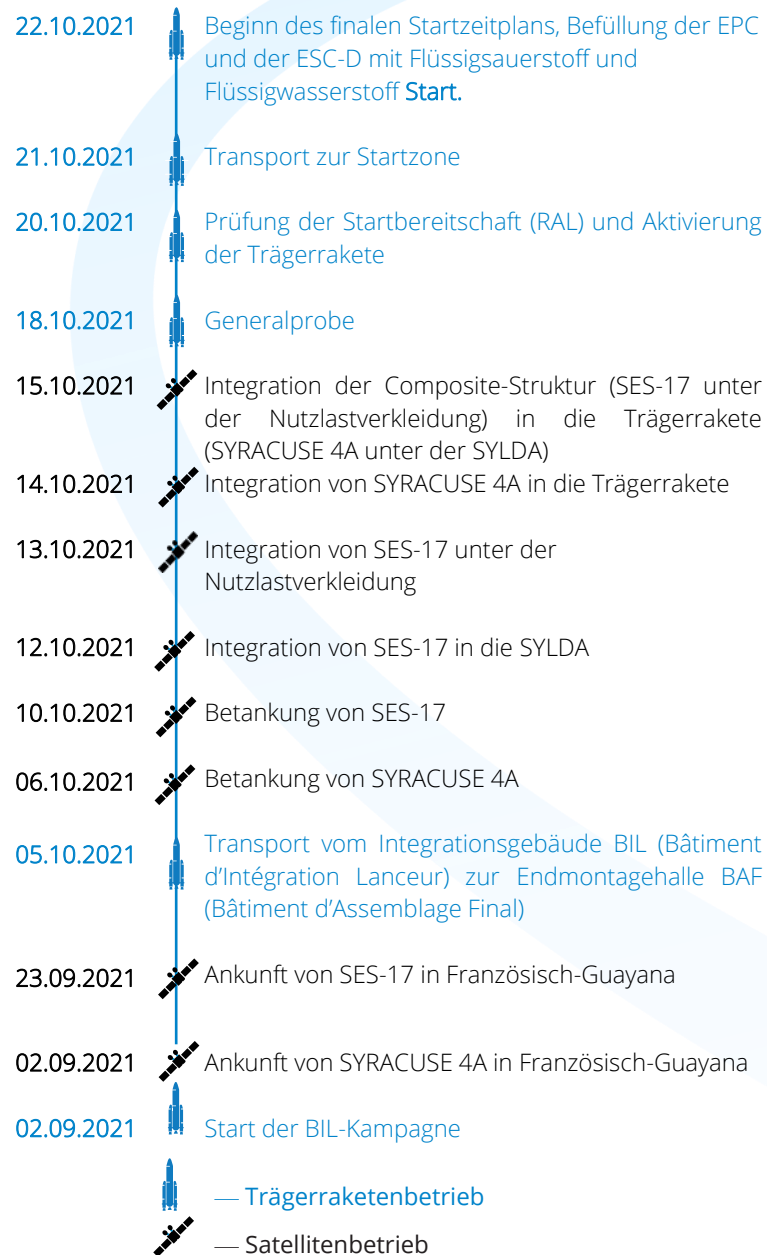 22.10.2021 Beginn des finalen Startzeitplans, Befüllung der EPC
und der ESC-D mit Flüssigsauerstoff und
Flüssigwasserstoff Start.
21.10.2021 Transport zur Startzone
20.10.2021 Prüfung der Startbereitschaft (RAL) und Aktivierung
der Trägerrakete
18.10.2021 Generalprobe
15.10.2021 Integration der Composite-Struktur (SES-17 unter
der Nutzlastverkleidung) in die Trägerrakete
(SYRACUSE 4A unter der SYLDA)
14.10.2021 Integration von SYRACUSE 4A in die Trägerrakete
13.10.2021 Integration von SES-17 unter der
Nutzlastverkleidung
12.10.2021 Integration von SES-17 in die SYLDA
10.10.2021 Betankung von SES-17
06.10.2021 Betankung von SYRACUSE 4A
05.10.2021 Transport vom Integrationsgebäude BIL (Bâtiment
d’Intégration Lanceur) zur Endmontagehalle BAF
(Bâtiment d’Assemblage Final)
23.09.2021 Ankunft von SES-17 in Französisch-Guayana
02.09.2021 Ankunft von SYRACUSE 4A in Französisch-Guayana
02.09.2021 Start der BIL-Kampagne
— Trägerraketenbetrieb
— Satellitenbetrieb